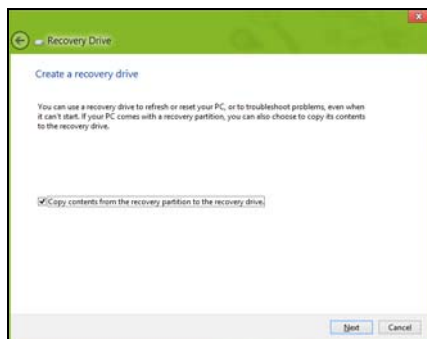 Recovery Drive
Create a recovery drive
You can use a recovery drive to refresh or reset your PC, or to troubleshoot problems, even when
it can't start. If your PC comes with a recovery partition, you can also choose to copy its contents
to the recovery drive.
Copy contents from the recovery partition to the recovery drive.
Next Cancel